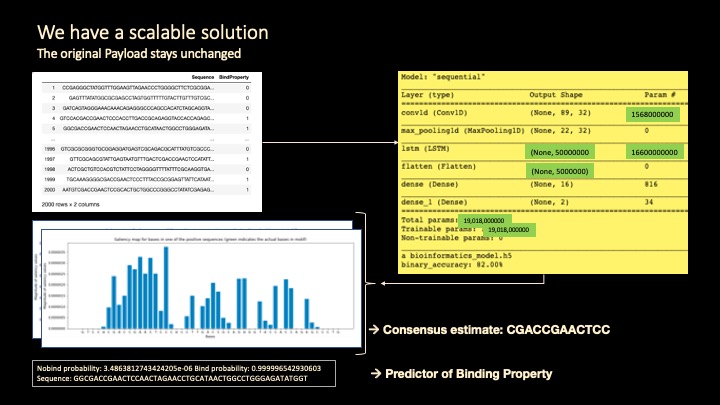 We have a scalable solution
The original Payload stays unchanged
Sequence BindProperty
1 CCGAGGGCTATGGTTTGGAAGTTAGAACCCTGGGGCTTCTCGCGGA... 0
2 GAGTTTATATGGCGCGAGCCTAGTGGTTTTTGTACTTGTTTGTCGC... 0
3 GATCAGTAGGGAAACAAACAGAGGGCCCAGCCACATCTAGCAGGTA... 0
4 GTCCACGACCGAACTCCCACCTTGACCGCAGAGGTACCACCAGAGC... 1
5 GGCGACCGAACTCCAACTAGAACCTGCATAACTGGCCTGGGAGATA... 1
... ... ...
1996 GTCGCGCGGGTGCGGAGGATGAGTCGCAGACGTGTATCCCGCCCGC... 0
1997 GTTCGCAGCGTATTGAGTAATGTTTGACTCGACCGAACTCCATATT... 1
1998 ACTCGCTGTCCACGTCTATTCCTAGGGGTTTTATTTCGCAAGGTGA... 0
1999 TGCAAAGGGGCGACCGAACTCCCTTTACCGCGGAGTTATTCATAAT... 1
2000 AATGTCGACCGAACTCCGCACTGCTGGCCCGGGCCTATATCGAGAG... 1
2000 rows x 2 columns
Model: "sequential"
Layer (type) Output Shape Param #
conv1d (Conv1D) (None, 89, 32) 1568000000
max_pooling1d (MaxPooling1D) (None, 22, 32) 0
lstm (LSTM) (None, 50000000) 16600000000
flatten (Flatten) (None, 5000000) 0
dense (Dense) (None, 16) 816
dense_1 (Dense) (None, 2) 34
Total params: 19,018,000000
Trainable params: 19,018,000000
Non-trainable params: 0
a bioinformatics_model.h5
binary_accuracy: 82.00%
Saliency map for bases in one of the positive sequences (green indicates the actual bases in motif)
Magnitude of saliency values
Bases
→ Consensus estimate: CGACCGAACTCC
Nobind probability: 3.4863812743424205e-06 Bind probability: 0.999996542930603
Sequence: GGCGACCGAACTCCAACTAGAACCTGCATAACTGGCCTGGGAGATATGGT
→ Predictor of Binding Property